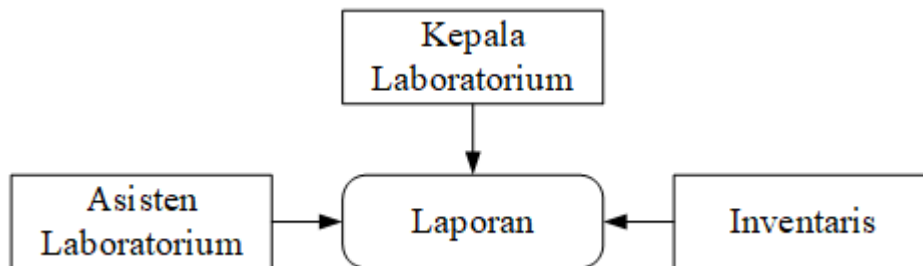 Kepala
Laboratorium
Asisten
Laboratorium
Laporan
Inventaris